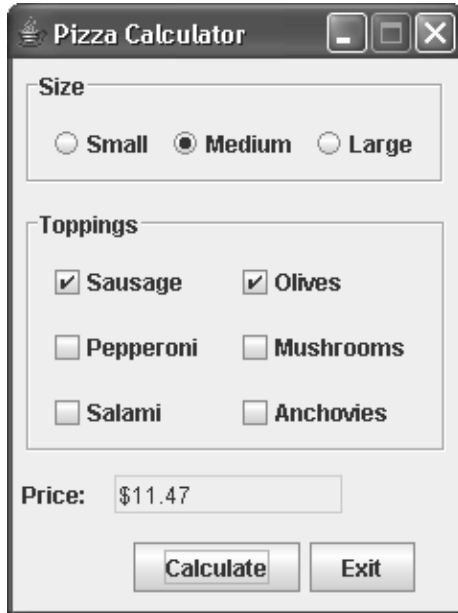 Pizza Calculator
Size
Small Medium Large
Toppings
Sausage Olives
Pepperoni Mushrooms
Salami Anchovies
Price: $11.47
Calculate Exit